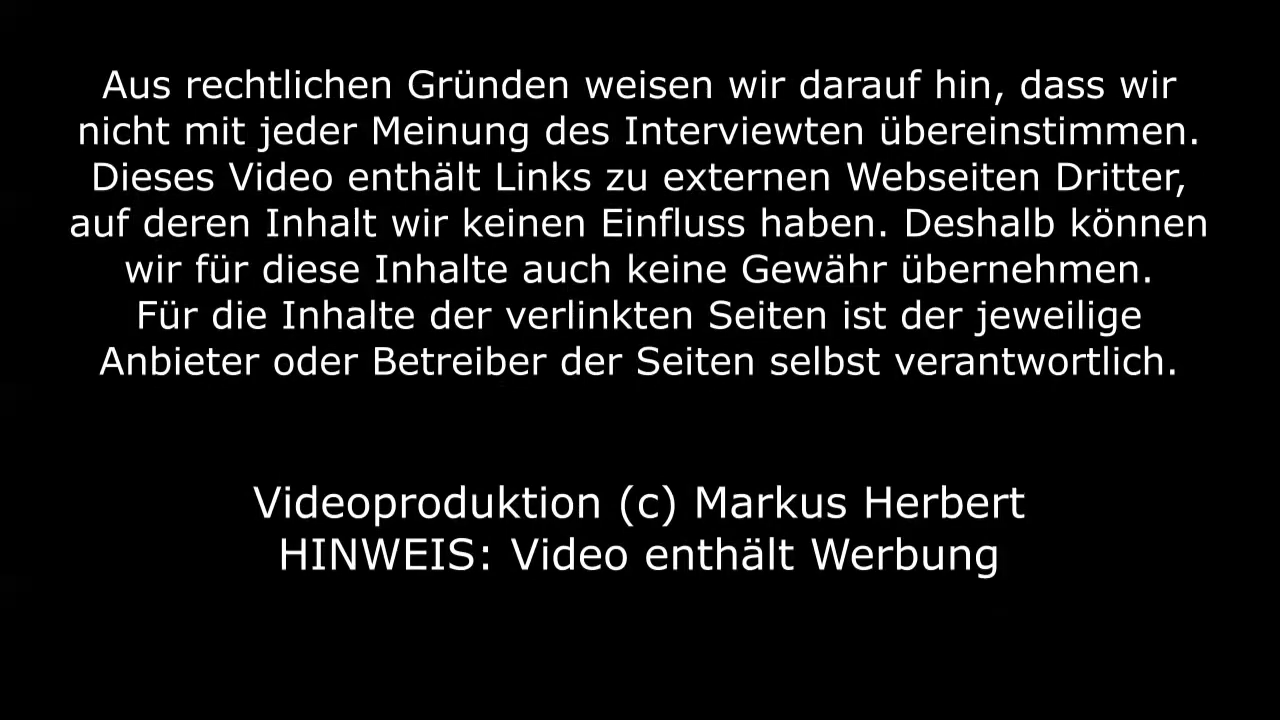 Aus rechtlichen Gründen weisen wir darauf hin, dass wir
nicht mit jeder Meinung des Interviewten übereinstimmen.
Dieses Video enthält Links zu externen Webseiten Dritter,
auf deren Inhalt wir keinen Einfluss haben. Deshalb können
wir für diese Inhalte auch keine Gewähr übernehmen.
Für die Inhalte der verlinkten Seiten ist der jeweilige
Anbieter oder Betreiber der Seiten selbst verantwortlich.
Videoproduktion (c) Markus Herbert
HINWEIS: Video enthält Werbung